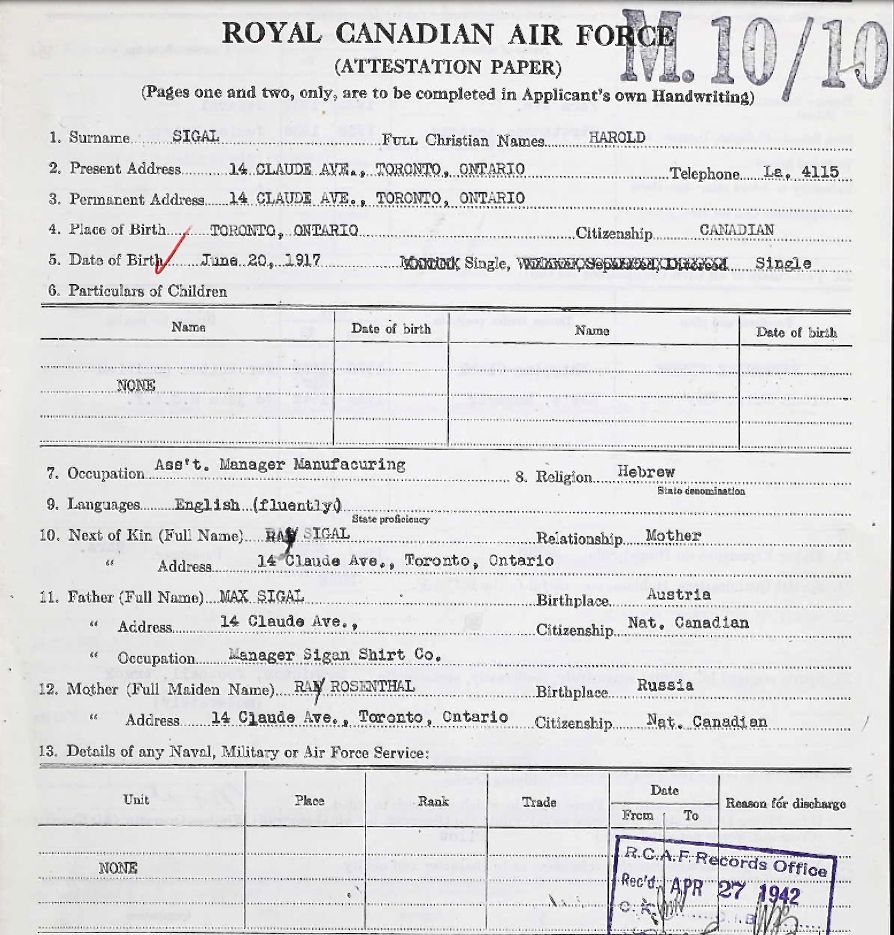 ROYAL CANADIAN AIR FORCE
M. 10/10
(ATTESTATION PAPER)
(Pages one and two, only, are to be completed in Applicant's own Handwriting)
1. Surname SIGAL FULL Christian Names HAROLD
2. Present Address 14 CLAUDE AVE., TORONTO, ONTARIO Telephone La, 4115
3. Permanent Address 14 CLAUDE AVE., TORONTO, ONTARIO
4. Place of Birth TORONTO, ONTARIO Citizenship CANADIAN
5. Date of Birth June 20, 1917 Single, Separated, Divorced Single
6. Particulars of Children
Name Date of birth Name Date of birth
NONE
7. Occupation Ass't. Manager Manufacuring 8. Religion Hebrew
State denomination
9. Languages English (fluently)
State proficiency
10. Next of Kin (Full Name) SIGAL Relationship Mother
" Address 14 Claude Ave., Toronto, Ontario
11. Father (Full Name) MAX SIGAL Birthplace Austria
" Address 14 Claude Ave., Citizenship Nat. Canadian
" Occupation Manager Sigan Shirt Co.
12. Mother (Full Maiden Name) ROSENTHAL Birthplace Russia
" Address 14 Claude Ave., Toronto, Ontario Citizenship Nat. Canadian
13. Details of any Naval, Military or Air Force Service:
Unit Place Rank Trade Date Reason for discharge
From To
NONE
R.C.A.F. Records Office
Rec'd. APR 27 1942